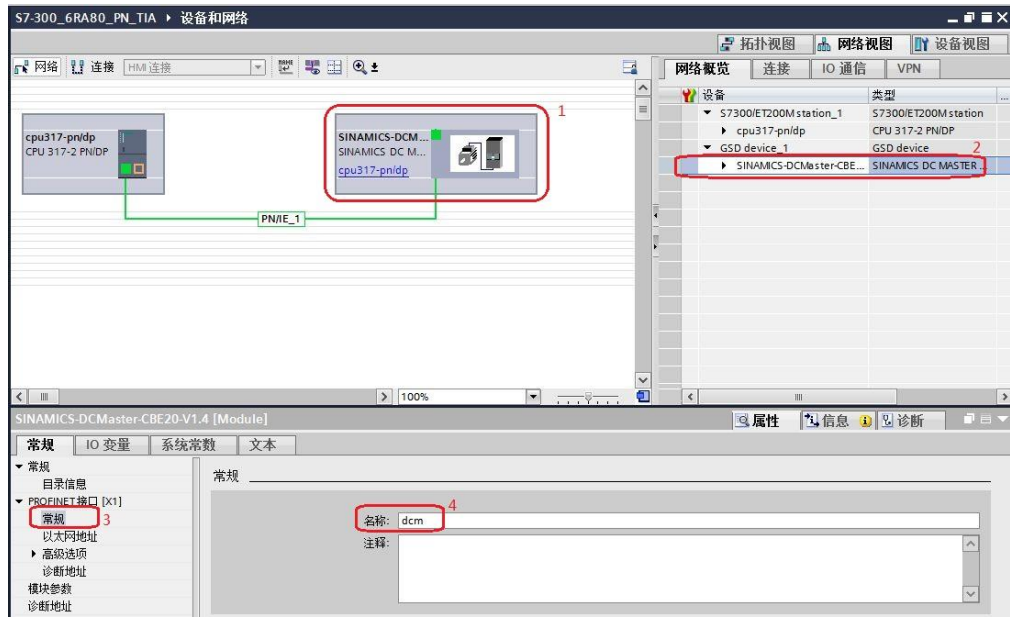 S7-300_6RA80_PN_TIA ▸ 设备和网络
拓扑视图 网络视图 设备视图
网络 连接 HMI 连接
网络概览 连接 IO 通信 VPN
设备 类型 ...
S7300/ET200M station_1 S7300/ET200M station
cpu317-pn/dp CPU 317-2 PN/DP
GSD device_1 GSD device 2
SINAMICS-DCMaster-CBE... SINAMICS DC MASTER ...
1
cpu317-pn/dp
CPU 317-2 PN/DP
SINAMICS-DCM...
SINAMICS DC M...
cpu317-pn/dp
PN/IE_1
100%
SINAMICS-DCMaster-CBE20-V1.4 [Module]
属性 信息 诊断
常规 IO 变量 系统常数 文本
常规
目录信息
PROFINET接口 [X1]
常规 3
以太网地址
高级选项
诊断地址
模块参数
诊断地址
常规
4
名称: dcm
注释: